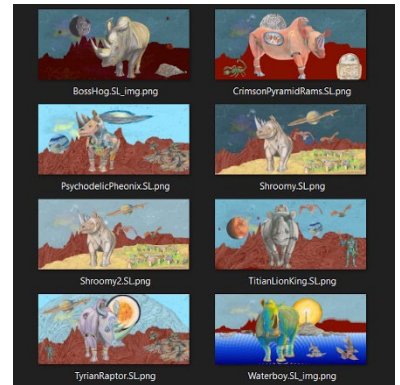 BossHog.SL_img.png
CrimsonPyramidRams.SL.png
PsychodelicPheonix.SL.png
Shroomy.SL.png
Shroomy2.SL.png
TitianLionKing.SL.png
TyrianRaptor.SL.png
Waterboy.SL_img.png